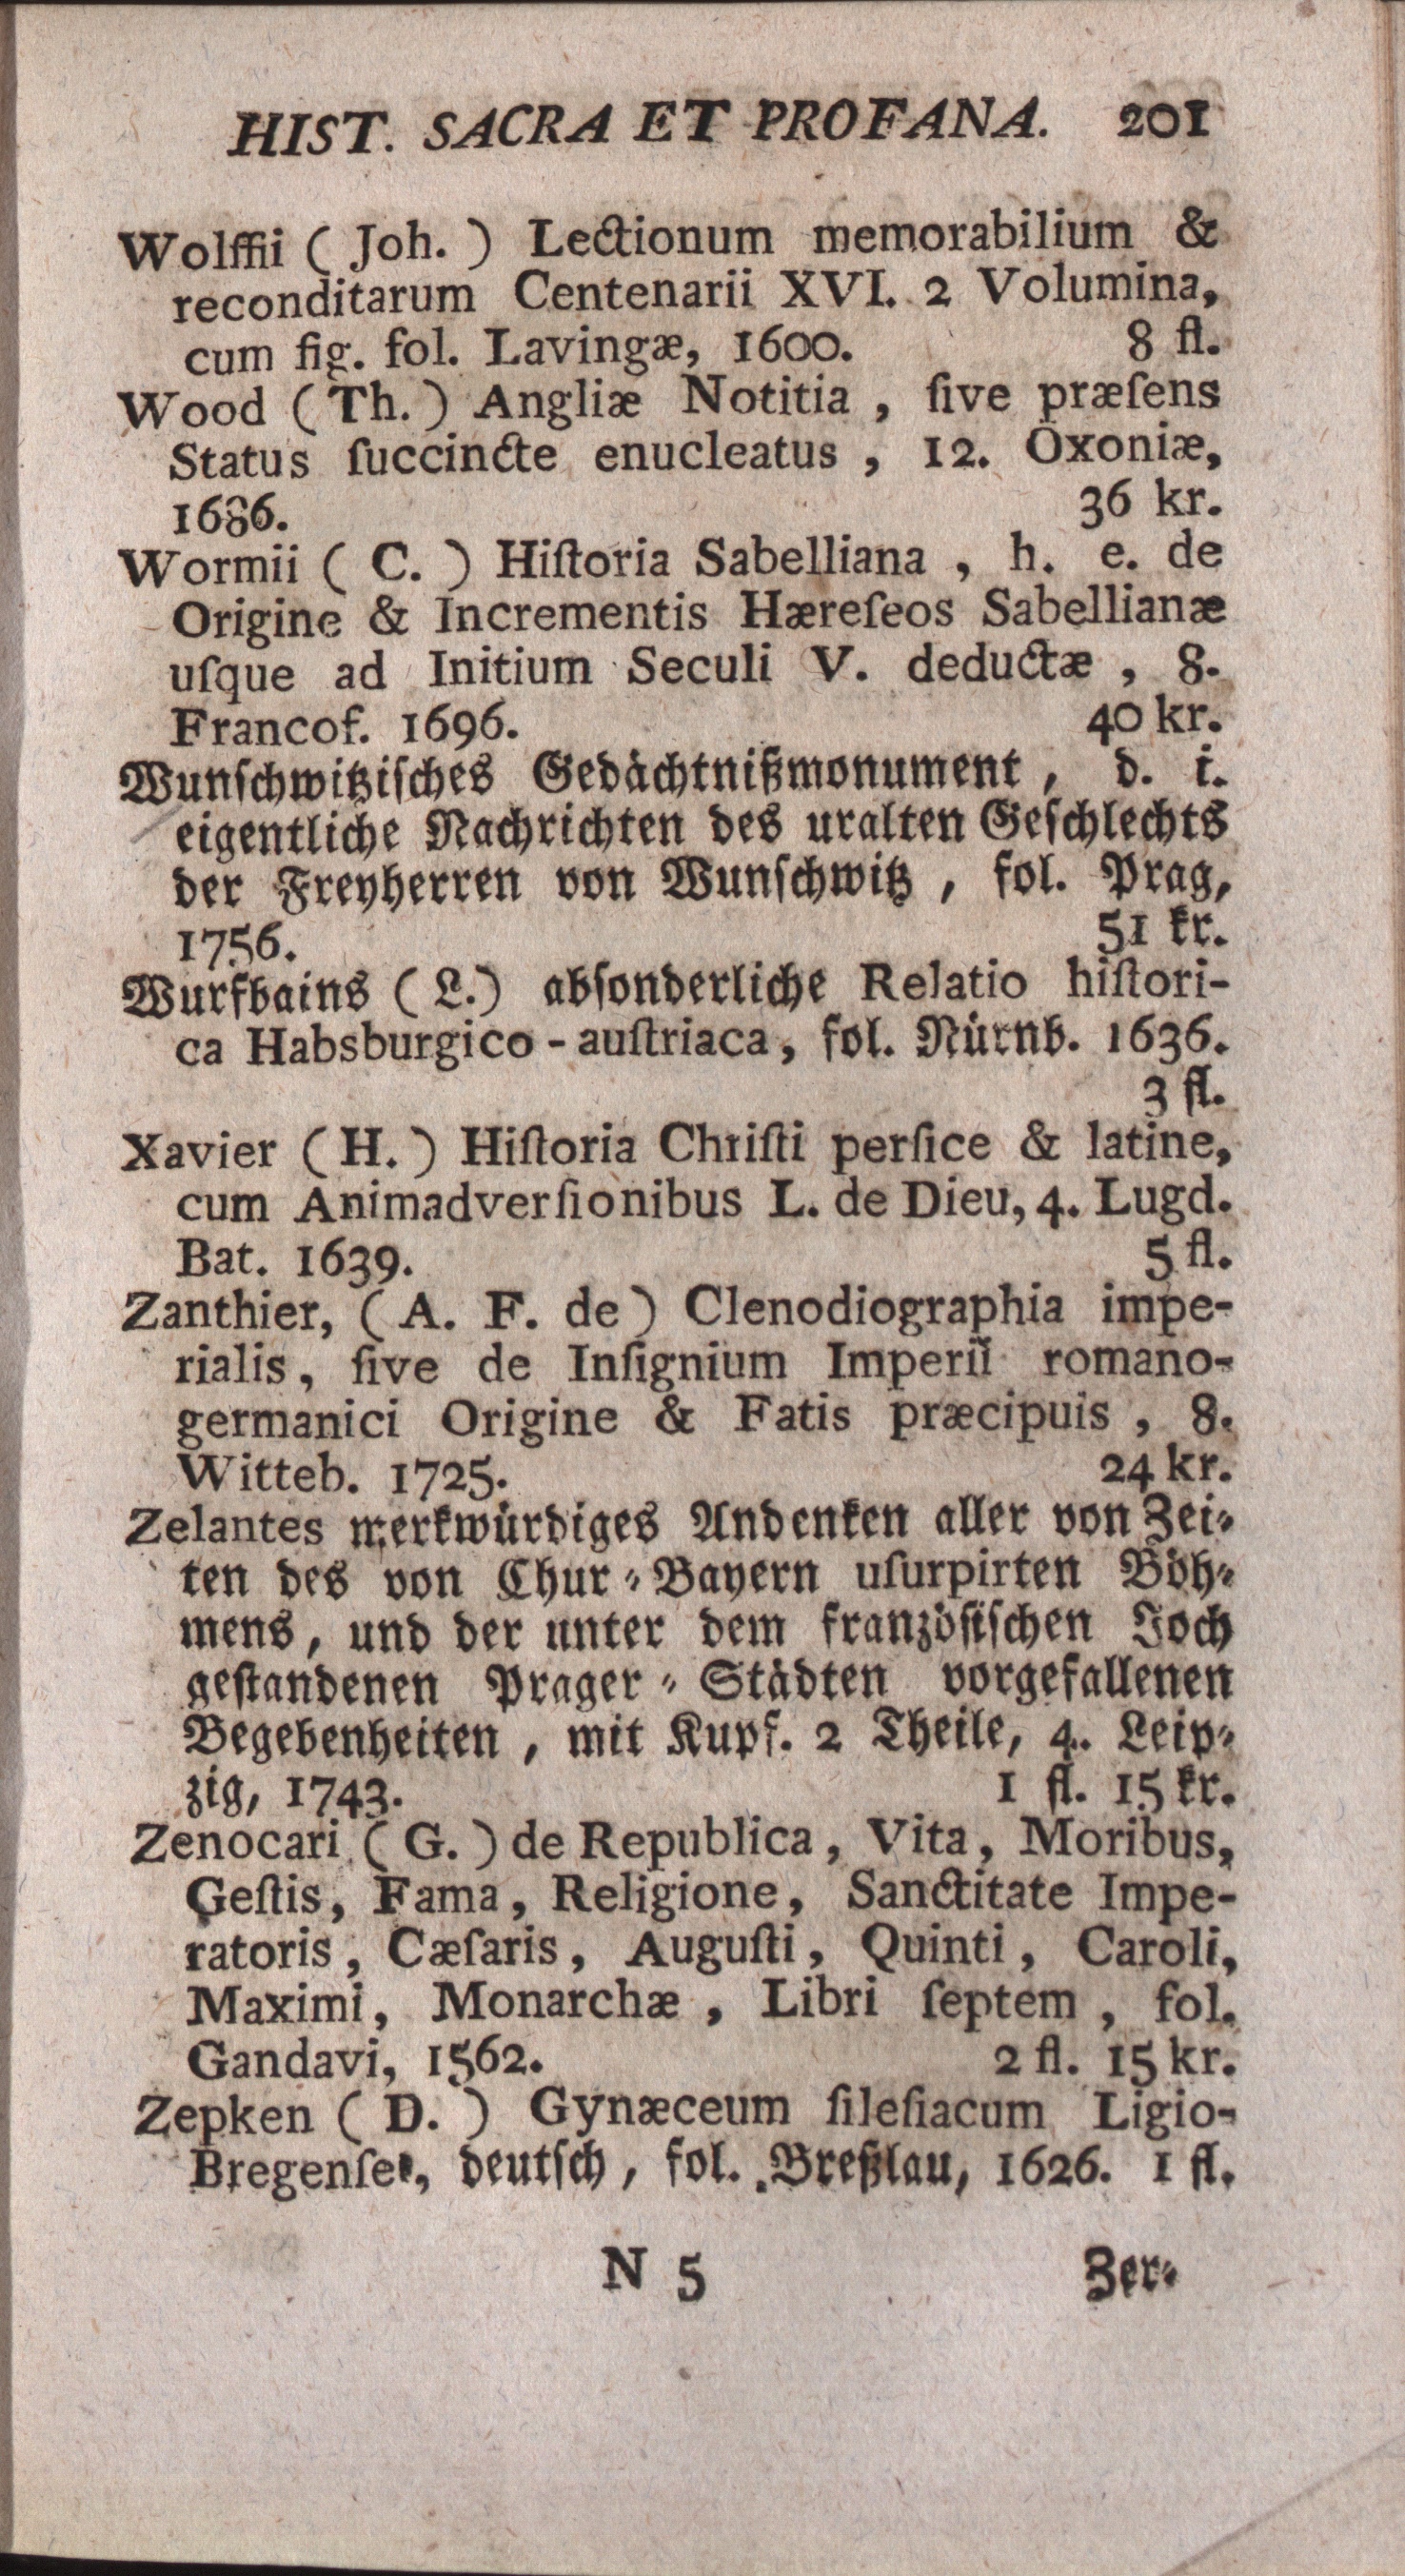 HIST. SACRA ET PROFANA. 201
Wolffii (Joh.) Lectionum memorabilium &
reconditarum Centenarii XVI. 2 Volumina,
cum fig. fol. Lavingæ, 1600. 8 fl.
Wood (Th.) Angliæ Notitia, ſive præſens
Status ſuccincte enucleatus, 12. Oxoniæ,
1686. 36 kr.
Wormii (C.) Hiſtoria Sabelliana, h. e. de
Origine & Incrementis Hæreſeos Sabellianæ
uſque ad Initium Seculi V. deductæ, 8.
Francof. 1696. 40 kr.
Wunſchwitziſches Gedächtnißmonument, d. i.
eigentliche Nachrichten des uralten Geſchlechts
der Freyherren von Wunſchwitz, fol. Prag,
1756. 51 kr.
Wurfbains (L.) abſonderliche Relatio hiſtori-
ca Habsburgico-auſtriaca, fol. Nürnb. 1636.
3 fl.
Xavier (H.) Hiſtoria Chriſti perſice & latine,
cum Animadverſionibus L. de Dieu, 4. Lugd.
Bat. 1639. 5 fl.
Zanthier, (A. F. de) Clenodiographia impe-
rialis, ſive de Inſignium Imperii romano-
germanici Origine & Fatis præcipuis, 8.
Witteb. 1725. 24 kr.
Zelantes merkwürdiges Andenken aller von Zei-
ten des von Chur-Bayern uſurpirten Böh-
mens, und der unter dem franzöſiſchen Joch
geſtandenen Prager-Städten vorgefallenen
Begebenheiten, mit Kupf. 2 Theile, 4. Leip-
zig, 1743. 1 fl. 15 kr.
Zenocari (G.) de Republica, Vita, Moribus,
Geſtis, Fama, Religione, Sanctitate Impe-
ratoris, Cæſaris, Auguſti, Quinti, Caroli,
Maximi, Monarchæ, Libri ſeptem, fol.
Gandavi, 1562. 2 fl. 15 kr.
Zepken (D.) Gynæceum ſileſiacum Ligio-
Bregenſe, deutſch, fol. Breßlau, 1626. 1 fl.
N 5 Zer-